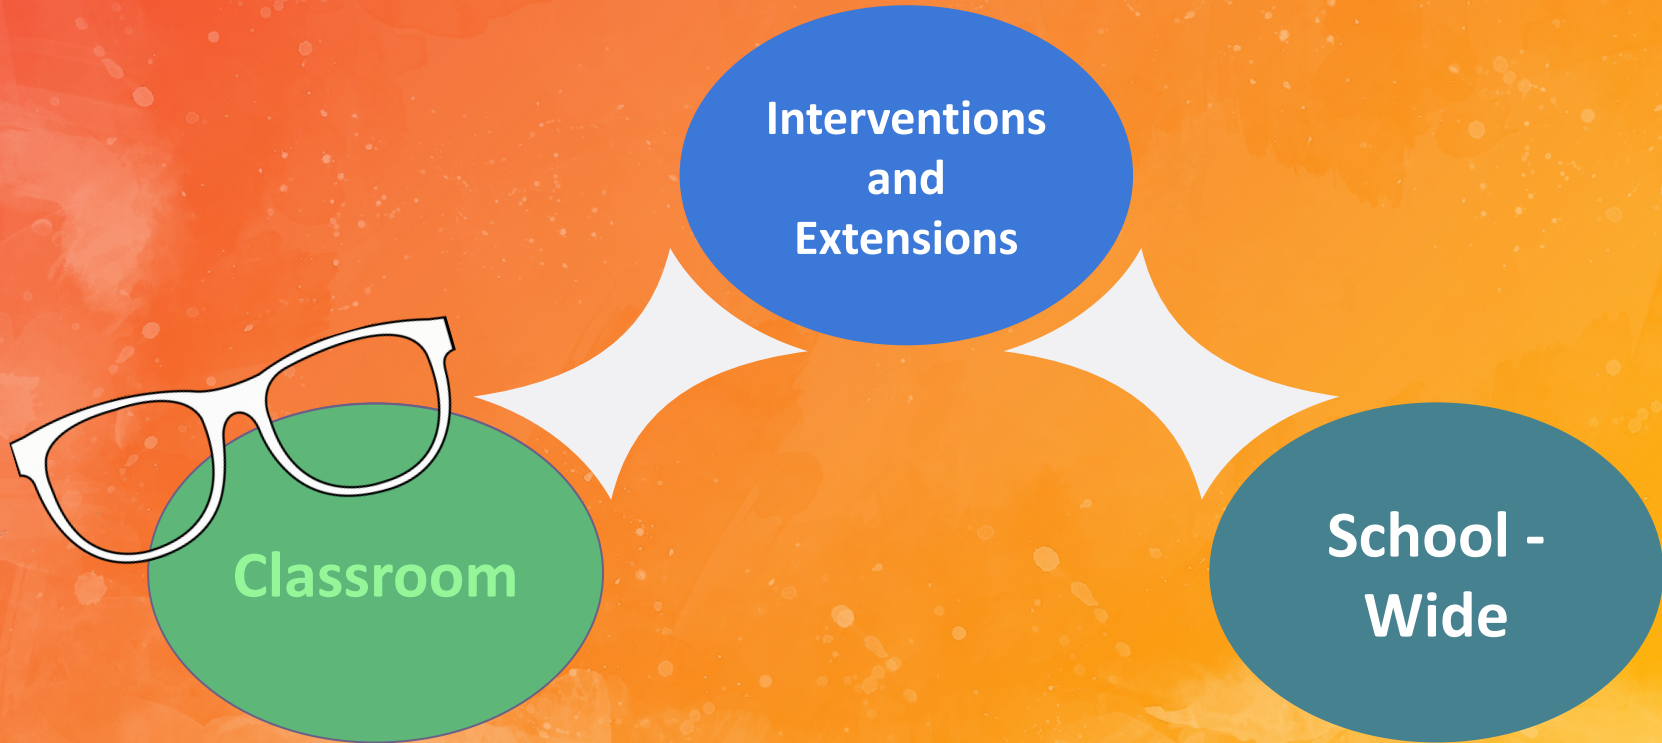 Interventions
and
Extensions
Classroom
School -
Wide